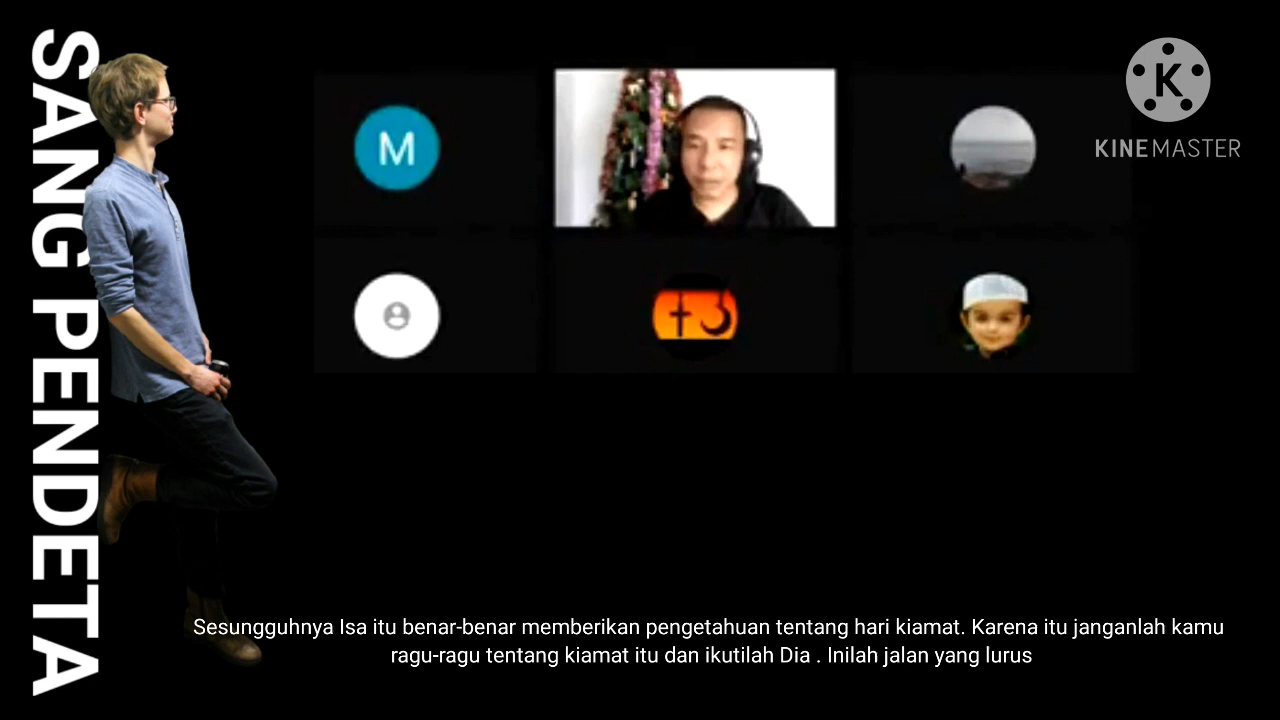 SANG PENDETA
M
K
KINEMASTER
Sesungguhnya Isa itu benar-benar memberikan pengetahuan tentang hari kiamat. Karena itu janganlah kamu
ragu-ragu tentang kiamat itu dan ikutilah Dia . Inilah jalan yang lurus